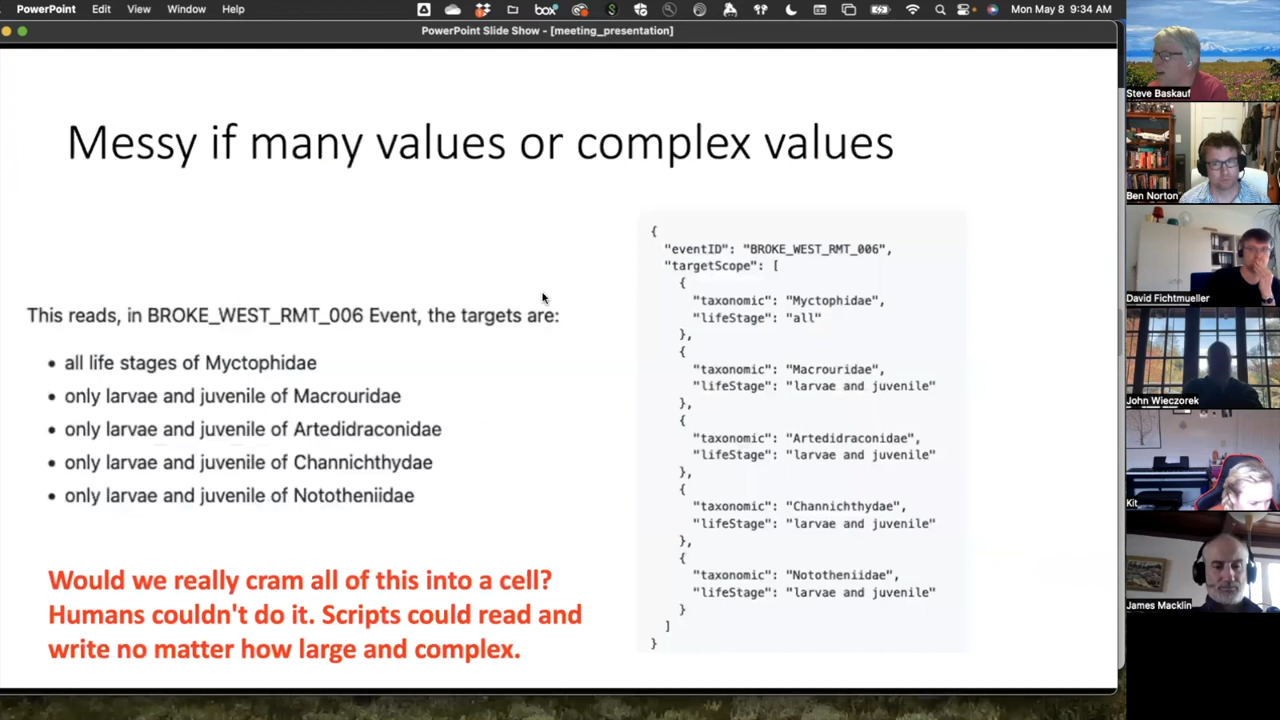 PowerPoint Edit View Window Help
box
Mon May 8 9:34 AM
PowerPoint Slide Show - [meeting_presentation]
Messy if many values or complex values
This reads, in BROKE_WEST_RMT_006 Event, the targets are:
• all life stages of Myctophidae
• only larvae and juvenile of Macrouridae
• only larvae and juvenile of Artedidraconidae
• only larvae and juvenile of Channichthydae
• only larvae and juvenile of Nototheniidae
Would we really cram all of this into a cell?
Humans couldn't do it. Scripts could read and
write no matter how large and complex.
{
"eventID": "BROKE_WEST_RMT_006",
"targetScope": [
{
"taxonomic": "Myctophidae",
"lifeStage": "all"
},
{
"taxonomic": "Macrouridae",
"lifeStage": "larvae and juvenile"
},
{
"taxonomic": "Artedidraconidae",
"lifeStage": "larvae and juvenile"
},
{
"taxonomic": "Channichthydae",
"lifeStage": "larvae and juvenile"
},
{
"taxonomic": "Nototheniidae",
"lifeStage": "larvae and juvenile"
}
]
}
Steve Baskauf
Ben Norton
David Fichtmueller
John Wieczorek
Kit
James Macklin